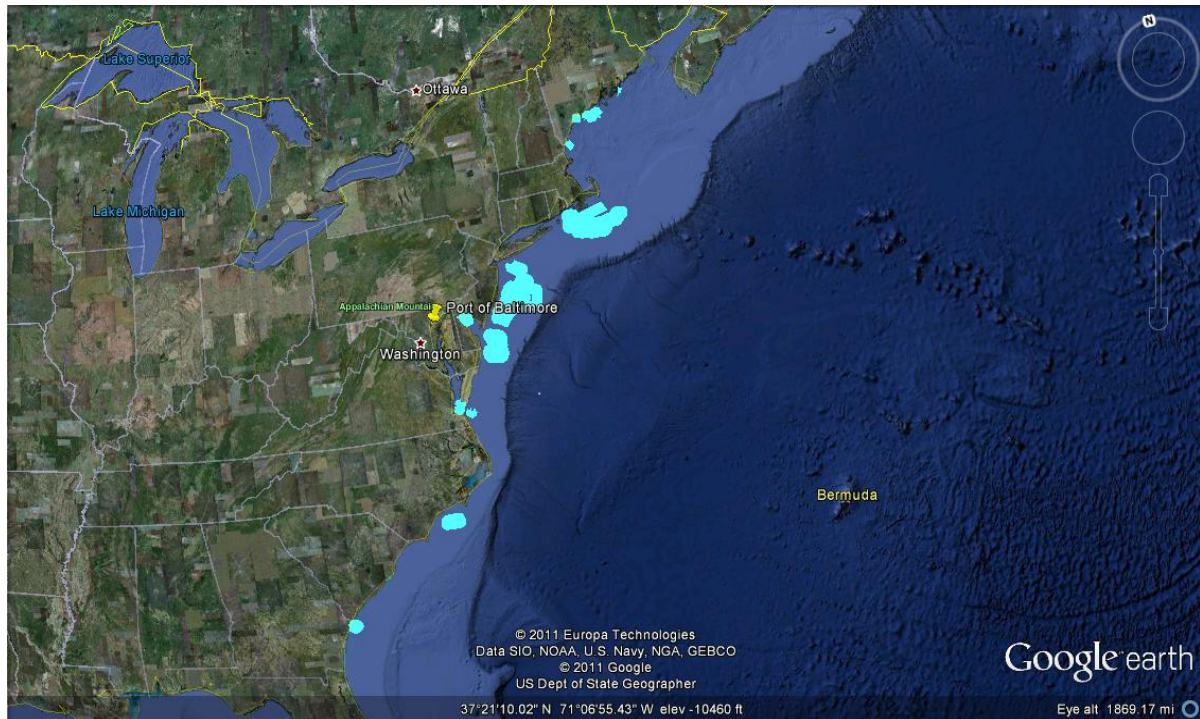 N
Lake Superior
Ottawa
Lake Michigan
Appalachian Mountai
Port of Baltimore
Washington
Bermuda
© 2011 Europa Technologies
Data SIO, NOAA, U.S. Navy, NGA, GEBCO
© 2011 Google
US Dept of State Geographer
Google earth
37°21'10.02" N 71°06'55.43" W elev -10460 ft
Eye alt 1869.17 mi